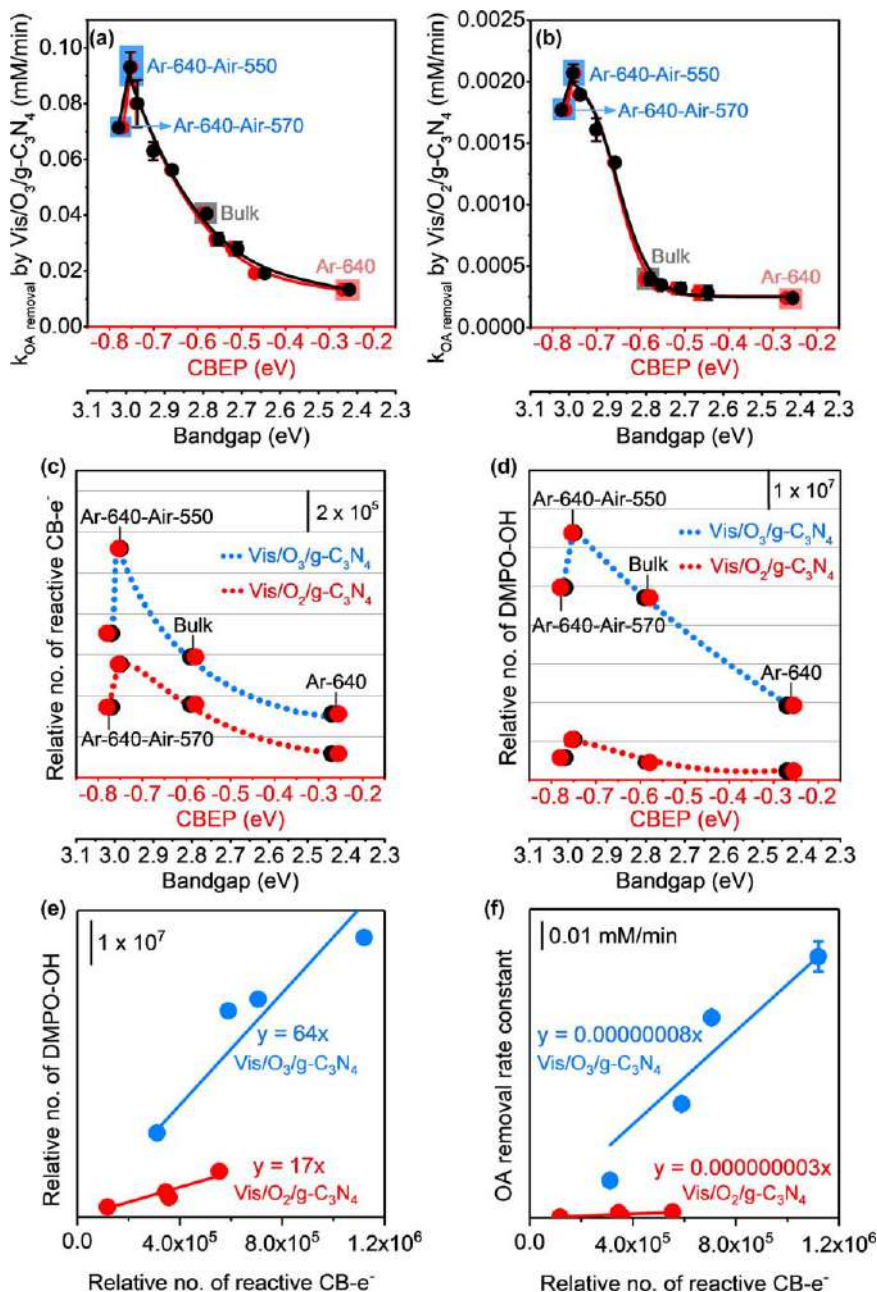 (a)
k_OA removal by Vis/O3/g-C3N4 (mM/min)
0.10
0.08
0.06
0.04
0.02
0.00
Ar-640-Air-550
Ar-640-Air-570
Bulk
Ar-640
-0.8 -0.7 -0.6 -0.5 -0.4 -0.3 -0.2
CBEP (eV)
3.1 3.0 2.9 2.8 2.7 2.6 2.5 2.4 2.3
Bandgap (eV)
(b)
k_OA removal by Vis/O2/g-C3N4 (mM/min)
0.0025
0.0020
0.0015
0.0010
0.0005
0.0000
Ar-640-Air-550
Ar-640-Air-570
Bulk
Ar-640
-0.8 -0.7 -0.6 -0.5 -0.4 -0.3 -0.2
CBEP (eV)
3.1 3.0 2.9 2.8 2.7 2.6 2.5 2.4 2.3
Bandgap (eV)
(c)
Relative no. of reactive CB-e-
2 x 10^5
Ar-640-Air-550
Vis/O3/g-C3N4
Vis/O2/g-C3N4
Bulk
Ar-640
Ar-640-Air-570
-0.8 -0.7 -0.6 -0.5 -0.4 -0.3 -0.2
CBEP (eV)
3.1 3.0 2.9 2.8 2.7 2.6 2.5 2.4 2.3
Bandgap (eV)
(d)
Relative no. of DMPO-OH
1 x 10^7
Ar-640-Air-550
Vis/O3/g-C3N4
Vis/O2/g-C3N4
Bulk
Ar-640-Air-570
Ar-640
-0.8 -0.7 -0.6 -0.5 -0.4 -0.3 -0.2
CBEP (eV)
3.1 3.0 2.9 2.8 2.7 2.6 2.5 2.4 2.3
Bandgap (eV)
(e)
Relative no. of DMPO-OH
1 x 10^7
y = 64x
Vis/O3/g-C3N4
y = 17x
Vis/O2/g-C3N4
0.0 4.0x10^5 8.0x10^5 1.2x10^6
Relative no. of reactive CB-e-
(f)
OA removal rate constant
0.01 mM/min
y = 0.00000008x
Vis/O3/g-C3N4
y = 0.000000003x
Vis/O2/g-C3N4
0.0 4.0x10^5 8.0x10^5 1.2x10^6
Relative no. of reactive CB-e-